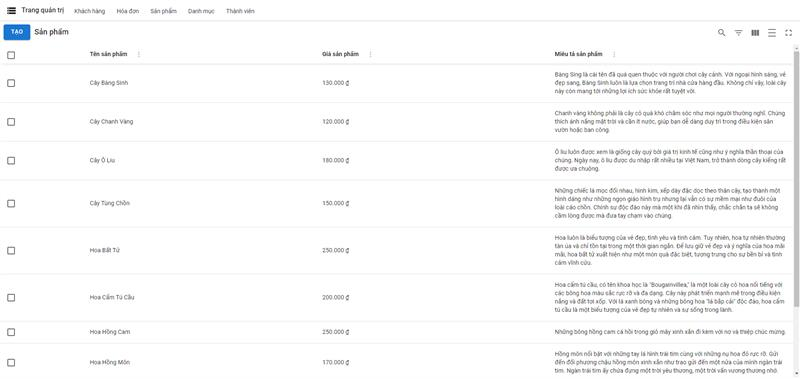 Trang quản trị Khách hàng Hóa đơn Sản phẩm Danh mục Thành viên
TẠO Sản phẩm
Tên sản phẩm Giá sản phẩm Miêu tả sản phẩm
Cây Bàng Sinh 130.000 ₫
Bàng Sing là cái tên đã quá quen thuộc với người chơi cây cảnh. Với ngoại hình sáng, vẻ
đẹp sang, Bàng Sinh luôn là lựa chọn trang trí nhà cửa hàng đầu. Không chỉ vậy, loài cây
này còn mang tới những lợi ích sức khỏe rất tuyệt vời.
Cây Chanh Vàng 120.000 ₫
Chanh vàng không phải là cây có quá khó chăm sóc như mọi người thường nghĩ. Chúng
thích ánh nắng mặt trời và cần ít nước, giúp bạn dễ dàng duy trì trong điều kiện sân
vườn hoặc ban công.
Cây Ô Liu 180.000 ₫
Ô liu luôn được xem là giống cây quý bởi giá trị kinh tế cũng như ý nghĩa thần thoại của
chúng. Ngày nay, ô liu được du nhập rất nhiều tại Việt Nam, trở thành dòng cây kiểng rất
được ưa chuộng.
Cây Tùng Chồn 150.000 ₫
Những chiếc lá mọc đối nhau, hình kim, xếp dày đặc dọc theo thân cây, tạo thành một
hình dáng như những ngọn giáo hình trụ nhưng lại vẫn có sự mềm mại như đuôi của
loài cáo chồn. Chính sự độc đáo này mà một khi đã nhìn thấy, chắc chắn ta sẽ không
cầm lòng được mà đưa tay chạm vào chúng.
Hoa Bất Tử 250.000 ₫
Hoa luôn là biểu tượng của vẻ đẹp, tình yêu và tình cảm. Tuy nhiên, hoa tự nhiên thường
tàn úa và chỉ tồn tại trong một thời gian ngắn. Để lưu giữ vẻ đẹp và ý nghĩa của hoa mãi
mãi, hoa bất tử xuất hiện như một món quà đặc biệt, tượng trưng cho sự bền bỉ và tình
cảm vĩnh cửu.
Hoa Cẩm Tú Cầu 200.000 ₫
Hoa cẩm tú cầu, có tên khoa học là "Bougainvillea," là một loài cây có hoa nổi tiếng với
các bông hoa màu sắc rực rỡ và đa dạng. Cây này phát triển mạnh mẽ trong điều kiện
nắng và đất tơi xốp. Với lá xanh bóng và những bông hoa "lá bắp cải" độc đáo, hoa cẩm
tú cầu là một biểu tượng của vẻ đẹp tự nhiên và sự sống trong lành.
Hoa Hồng Cam 250.000 ₫
Những bông hồng cam cá hồi trong giỏ mây xinh xắn đi kèm với nơ và thiệp chúc mừng.
Hoa Hồng Môn 170.000 ₫
Hồng môn nổi bật với những tay lá hình trái tim cùng với những nụ hoa đỏ rực rỡ. Gửi
đến đối phương chậu hồng môn xinh xắn như trao gửi đến một nửa của mình ngàn trái
tim. Ngàn trái tim ấy chứa đựng một trời yêu thương, một trời vấn vương thương nhớ.